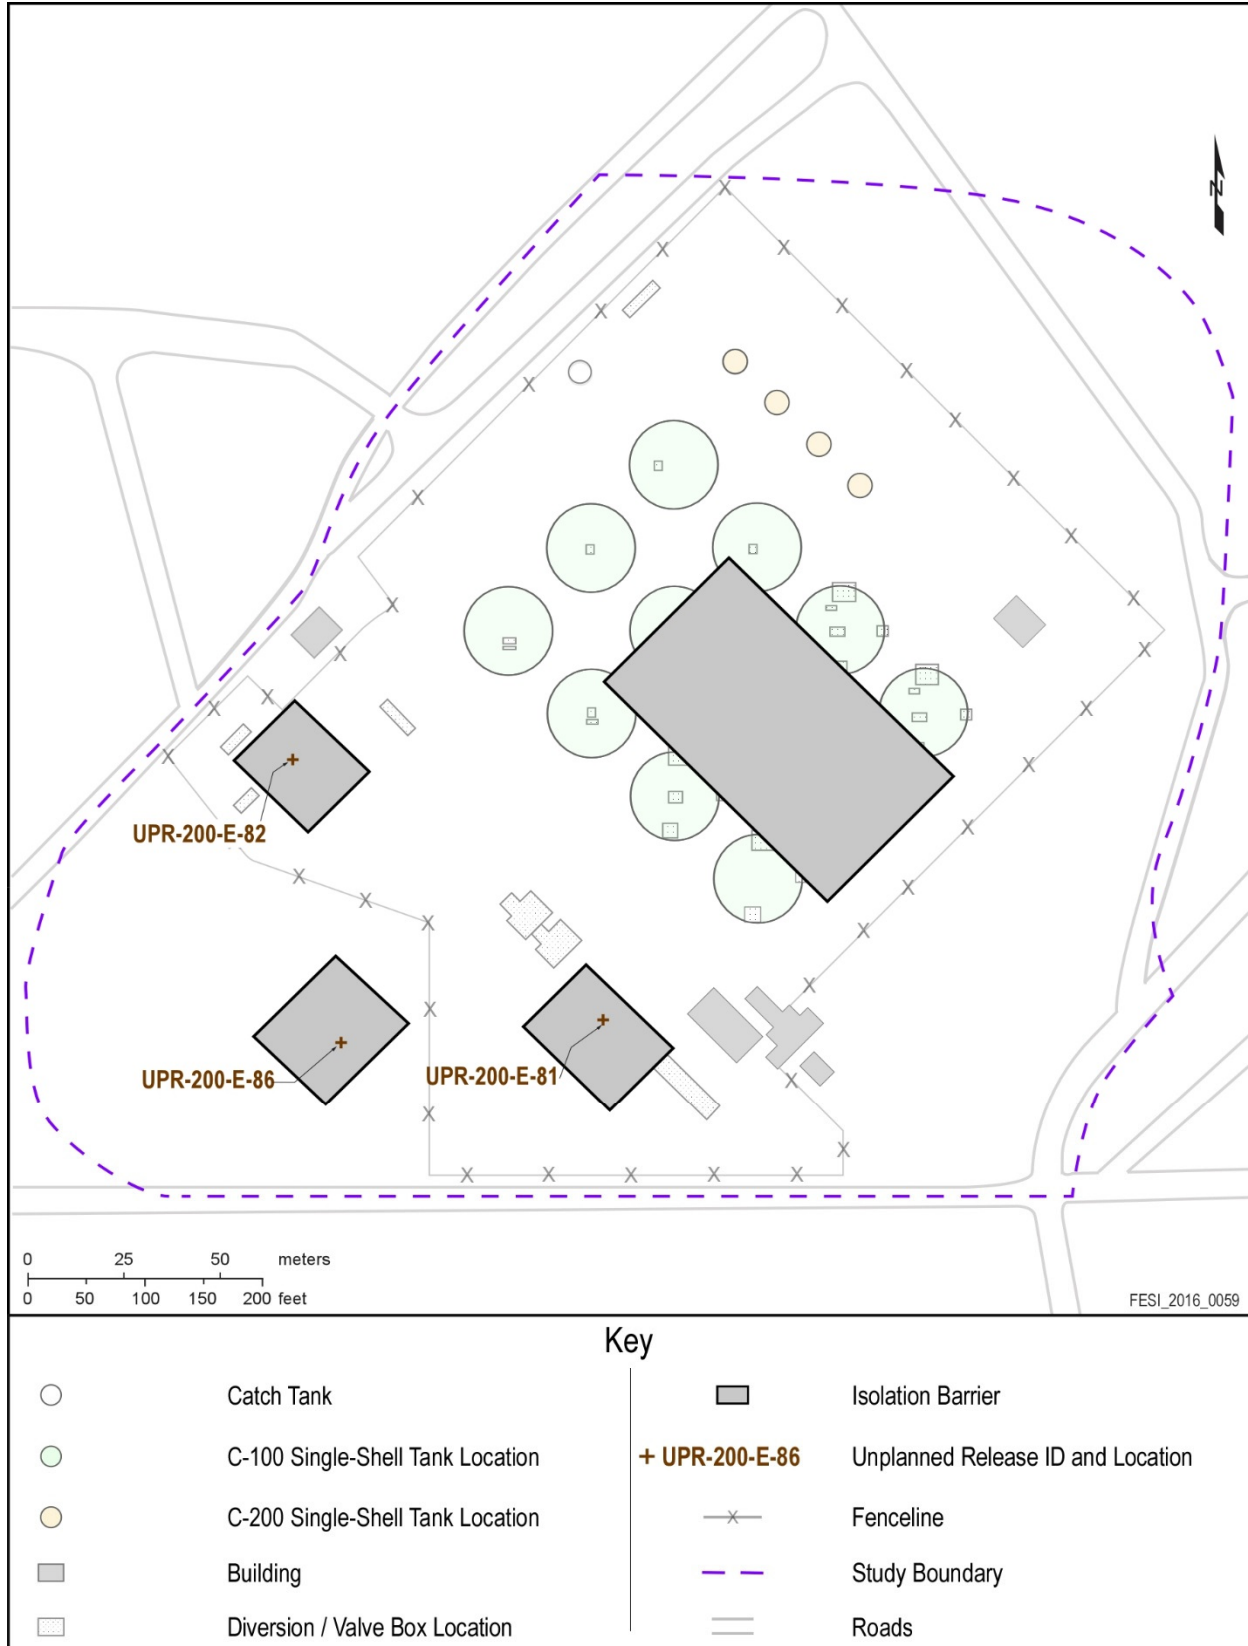 N
UPR-200-E-82
UPR-200-E-86
UPR-200-E-81
0 25 50 meters
0 50 100 150 200 feet
FESI_2016_0059
Key
Catch Tank
C-100 Single-Shell Tank Location
C-200 Single-Shell Tank Location
Building
Diversion / Valve Box Location
Isolation Barrier
+ UPR-200-E-86 Unplanned Release ID and Location
Fenceline
Study Boundary
Roads